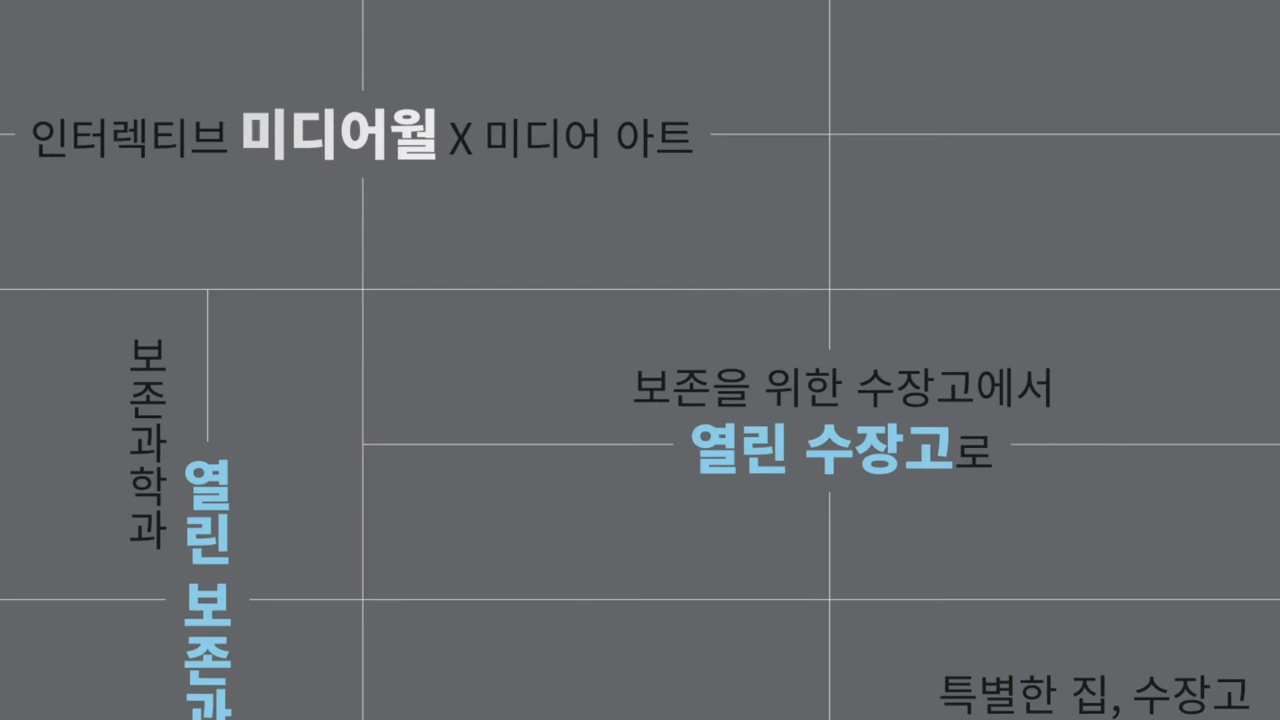 인터렉티브 미디어월 X 미디어 아트
보존과학과
열린 보존과
보존을 위한 수장고에서
열린 수장고로
특별한 집, 수장고